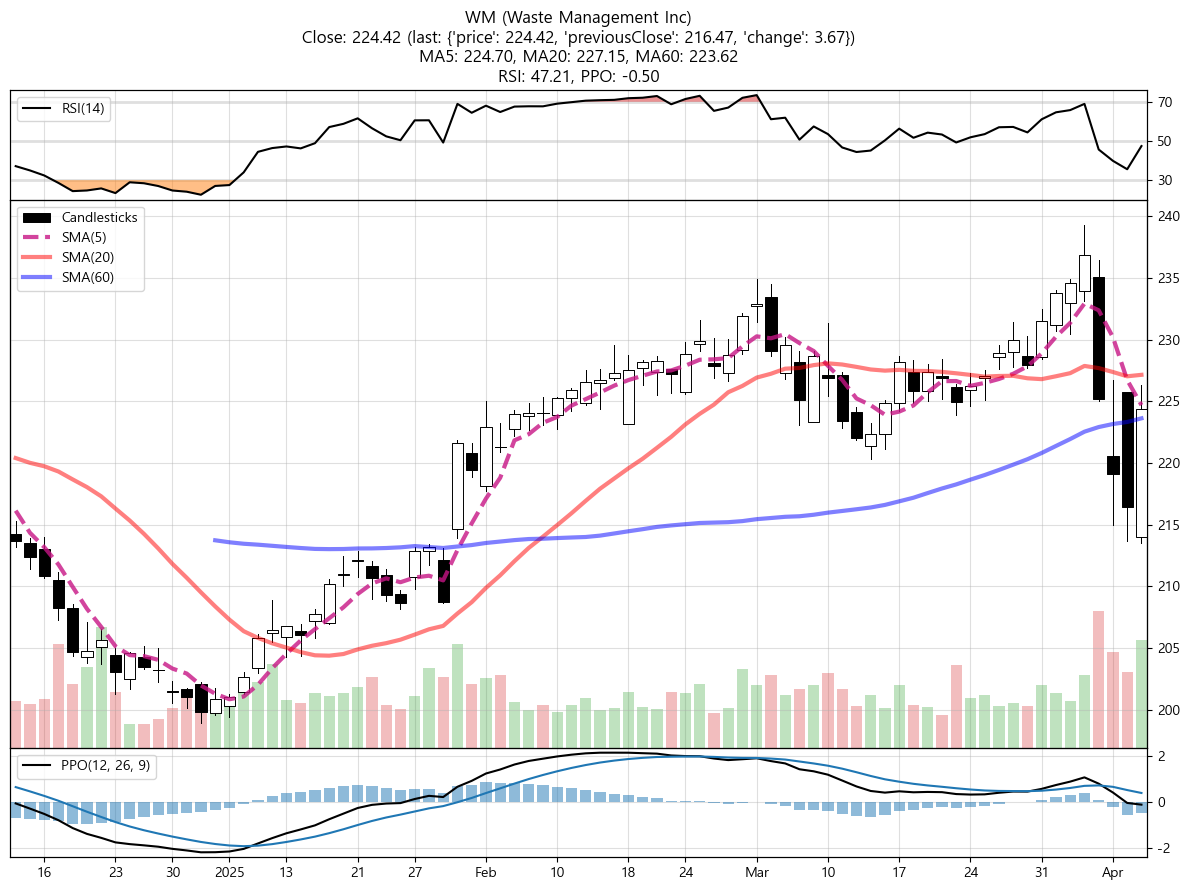 WM (Waste Management Inc)
Close: 224.42 (last: {'price': 224.42, 'previousClose': 216.47, 'change': 3.67})
MA5: 224.70, MA20: 227.15, MA60: 223.62
RSI: 47.21, PPO: -0.50
RSI(14)
70
50
30
Candlesticks
SMA(5)
SMA(20)
SMA(60)
240
235
230
225
220
215
210
205
200
PPO(12, 26, 9)
2
0
-2
16 23 30 2025 13 21 27 Feb 10 18 24 Mar 10 17 24 31 Apr